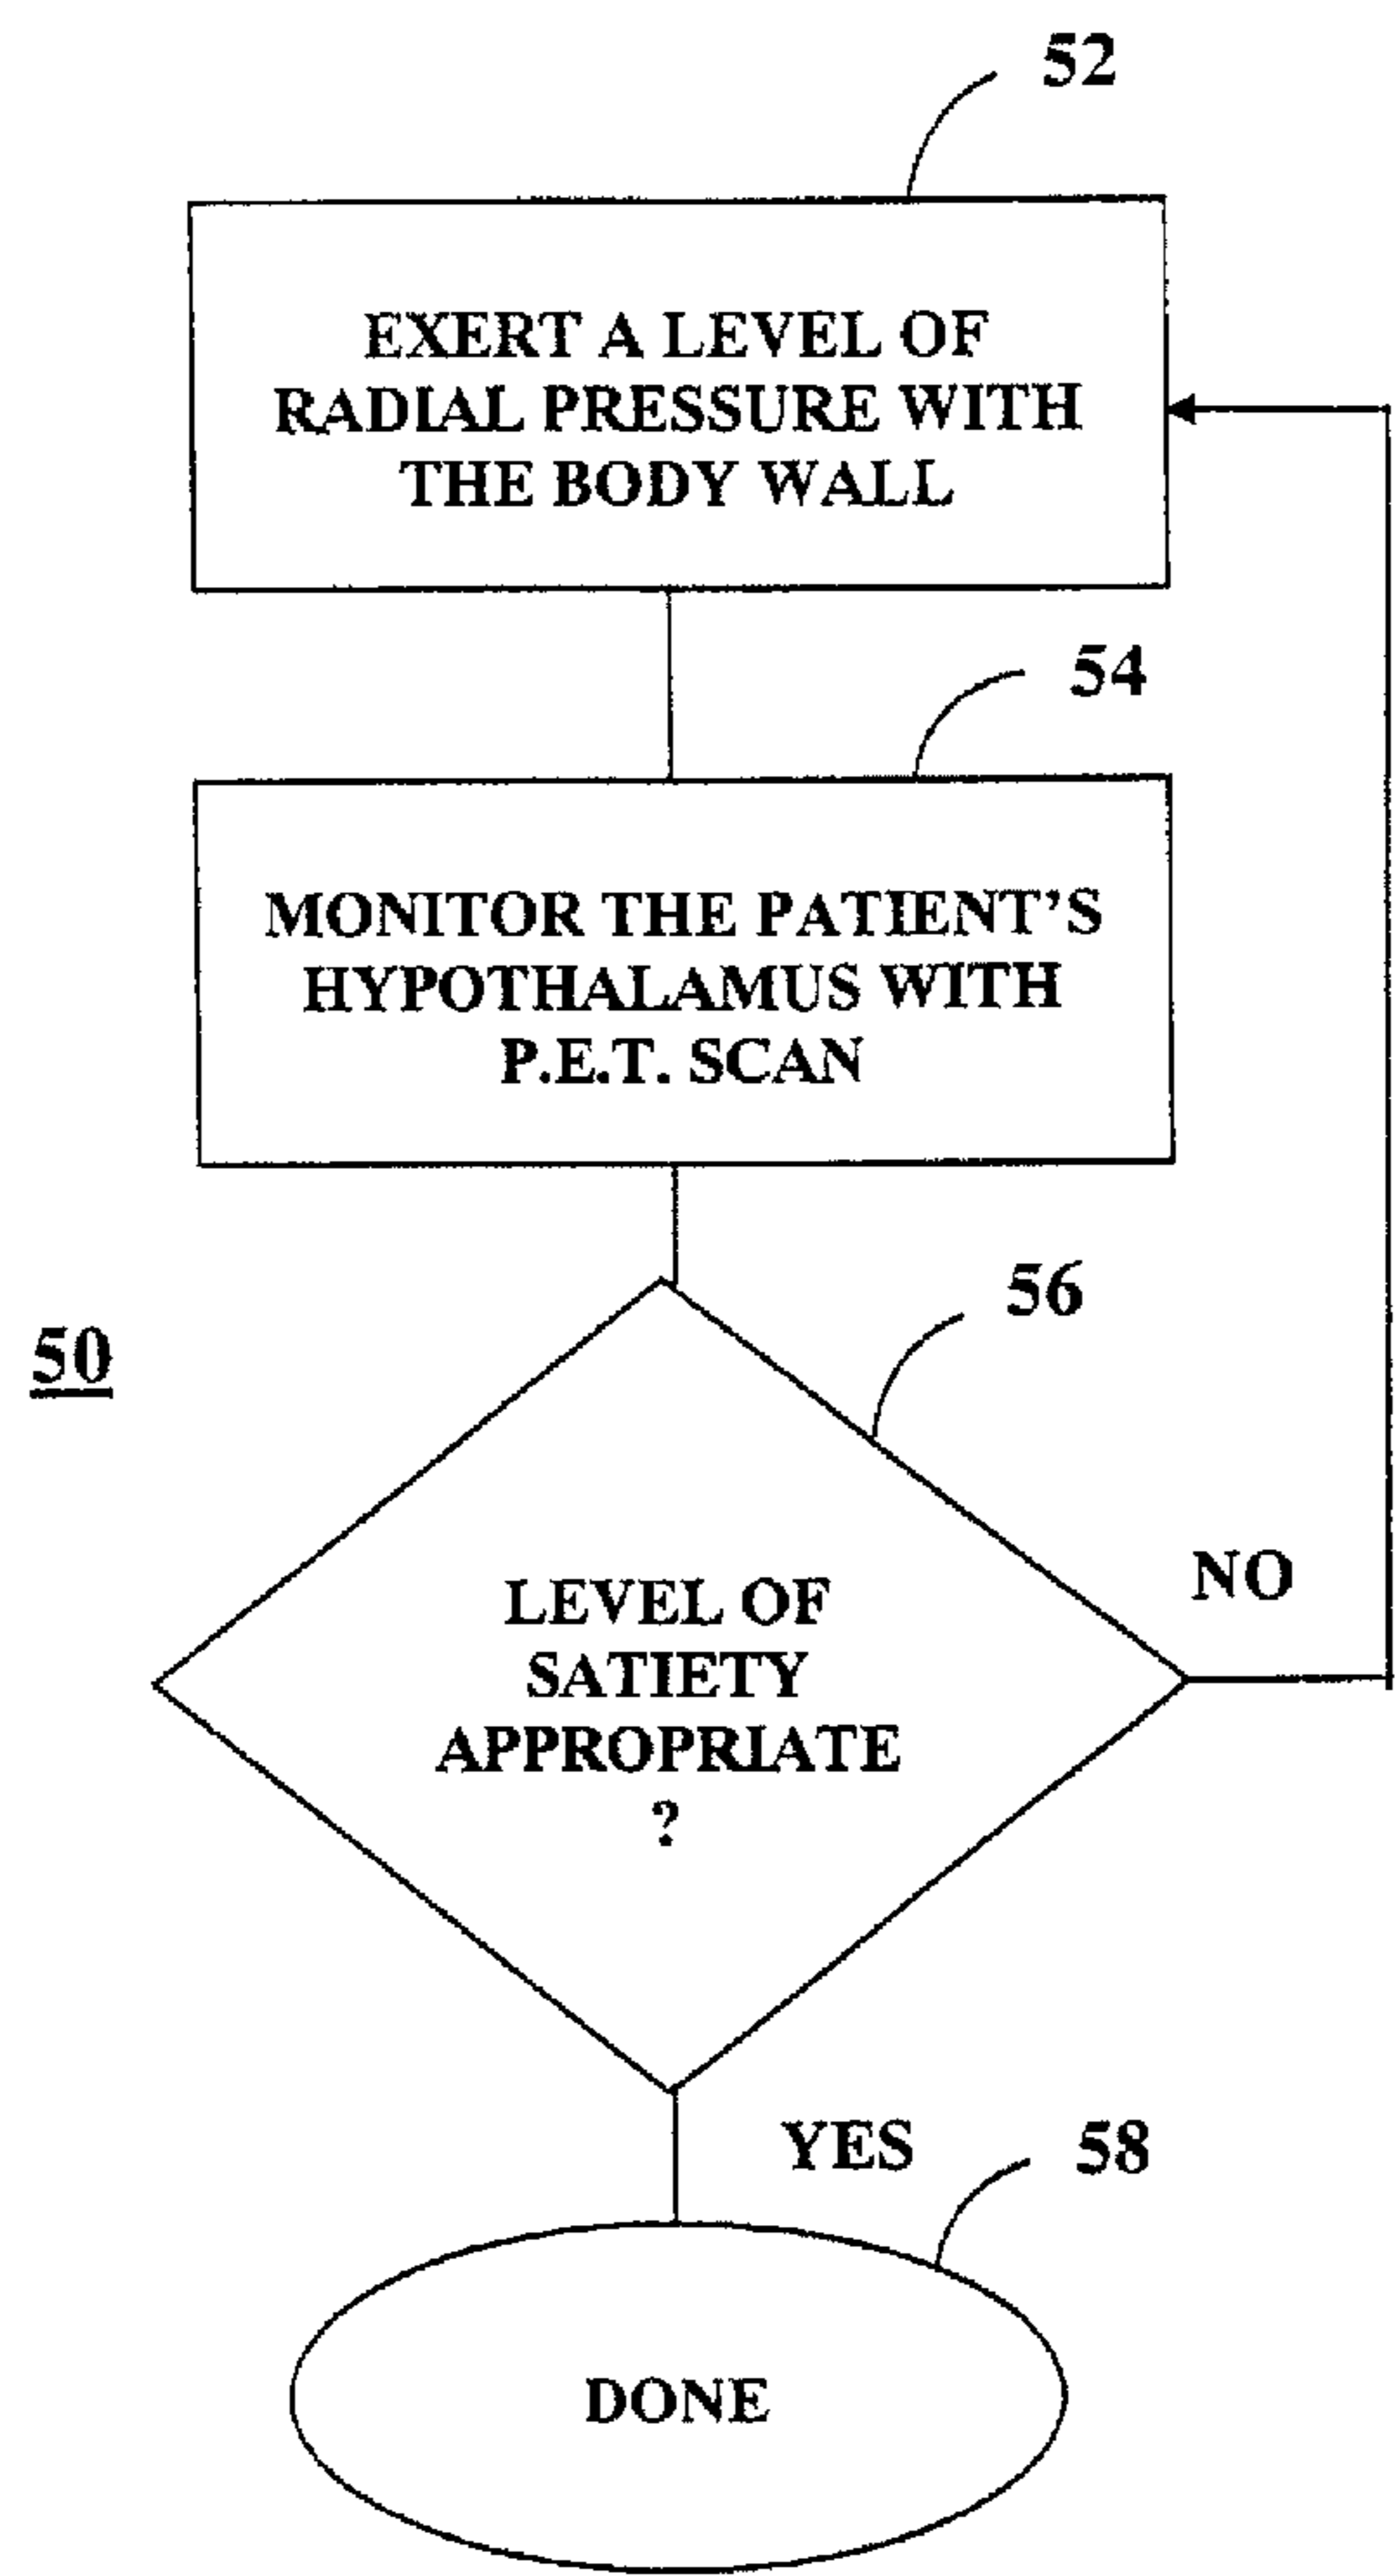 52
EXERT A LEVEL OF
RADIAL PRESSURE WITH
THE BODY WALL
54
MONITOR THE PATIENT'S
HYPOTHALAMUS WITH
P.E.T. SCAN
50
56
LEVEL OF
SATIETY
APPROPRIATE
?
NO
YES
58
DONE